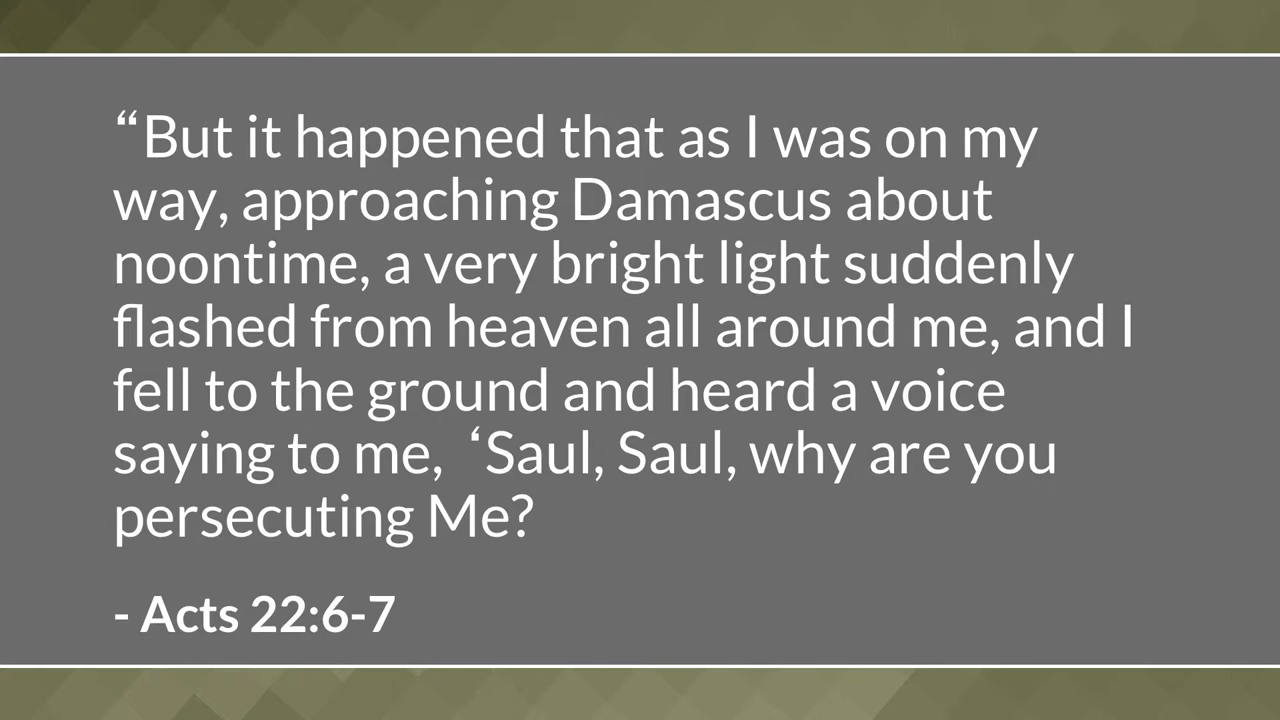 “But it happened that as I was on my
way, approaching Damascus about
noontime, a very bright light suddenly
flashed from heaven all around me, and I
fell to the ground and heard a voice
saying to me,  ‘Saul, Saul, why are you
persecuting Me?
- Acts 22:6-7